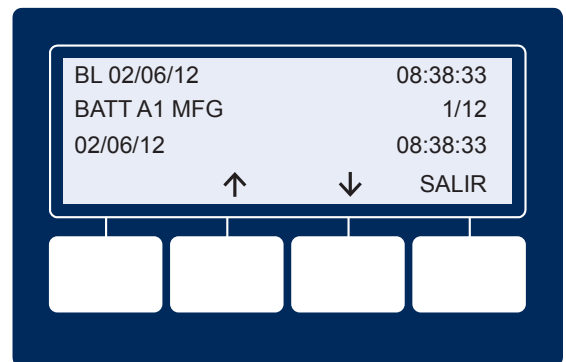 BL 02/06/12 08:38:33
BATT A1 MFG 1/12
02/06/12 08:38:33
↑ ↓ SALIR